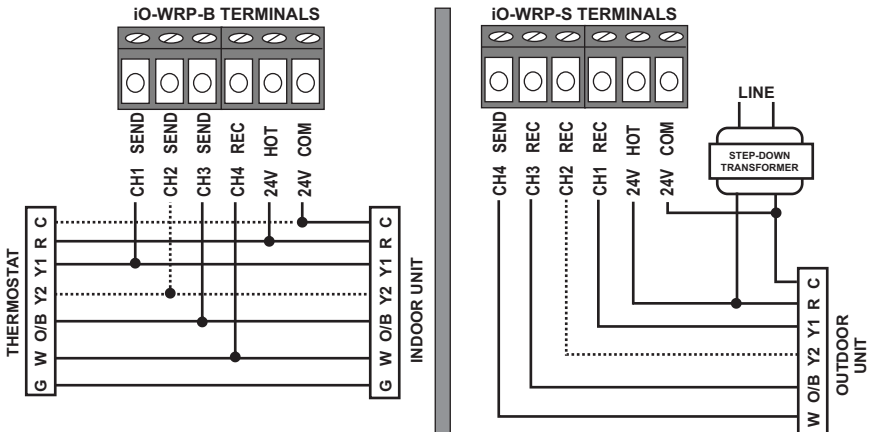 iO-WRP-B TERMINALS
CH1 SEND
CH2 SEND
CH3 SEND
CH4 REC
24V HOT
24V COM
THERMOSTAT
C
R
Y1
Y2
O/B
W
G
C
R
Y1
Y2
O/B
W
G
INDOOR UNIT
iO-WRP-S TERMINALS
CH4 SEND
CH3 REC
CH2 REC
CH1 REC
24V HOT
24V COM
LINE
STEP-DOWN
TRANSFORMER
C
R
Y1
Y2
O/B
W
OUTDOOR
UNIT